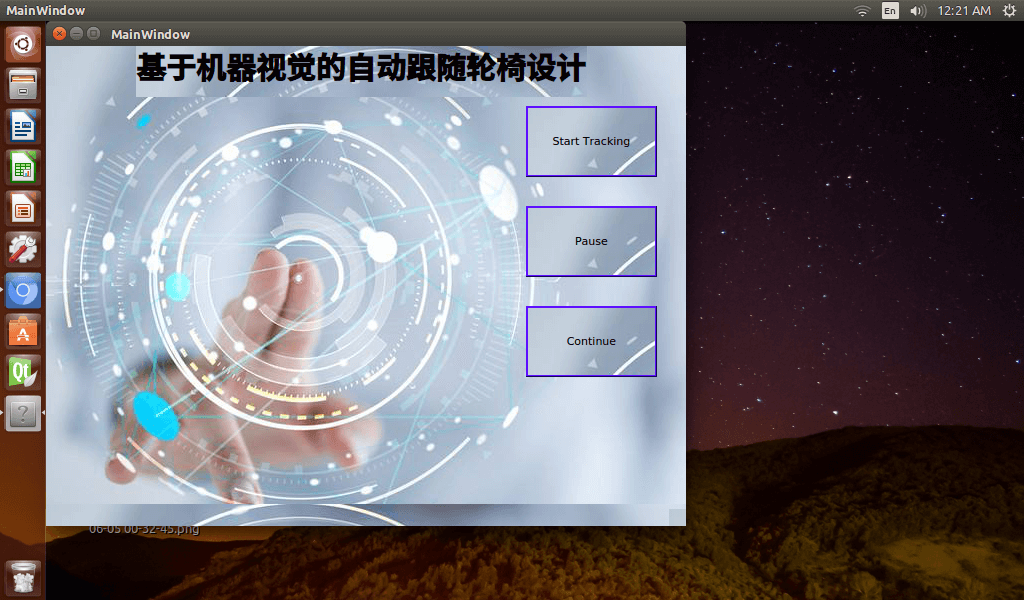 MainWindow
En
12:21 AM
MainWindow
基于机器视觉的自动跟随轮椅设计
Start Tracking
Pause
Continue
Qt
06-05 00-32-45.png